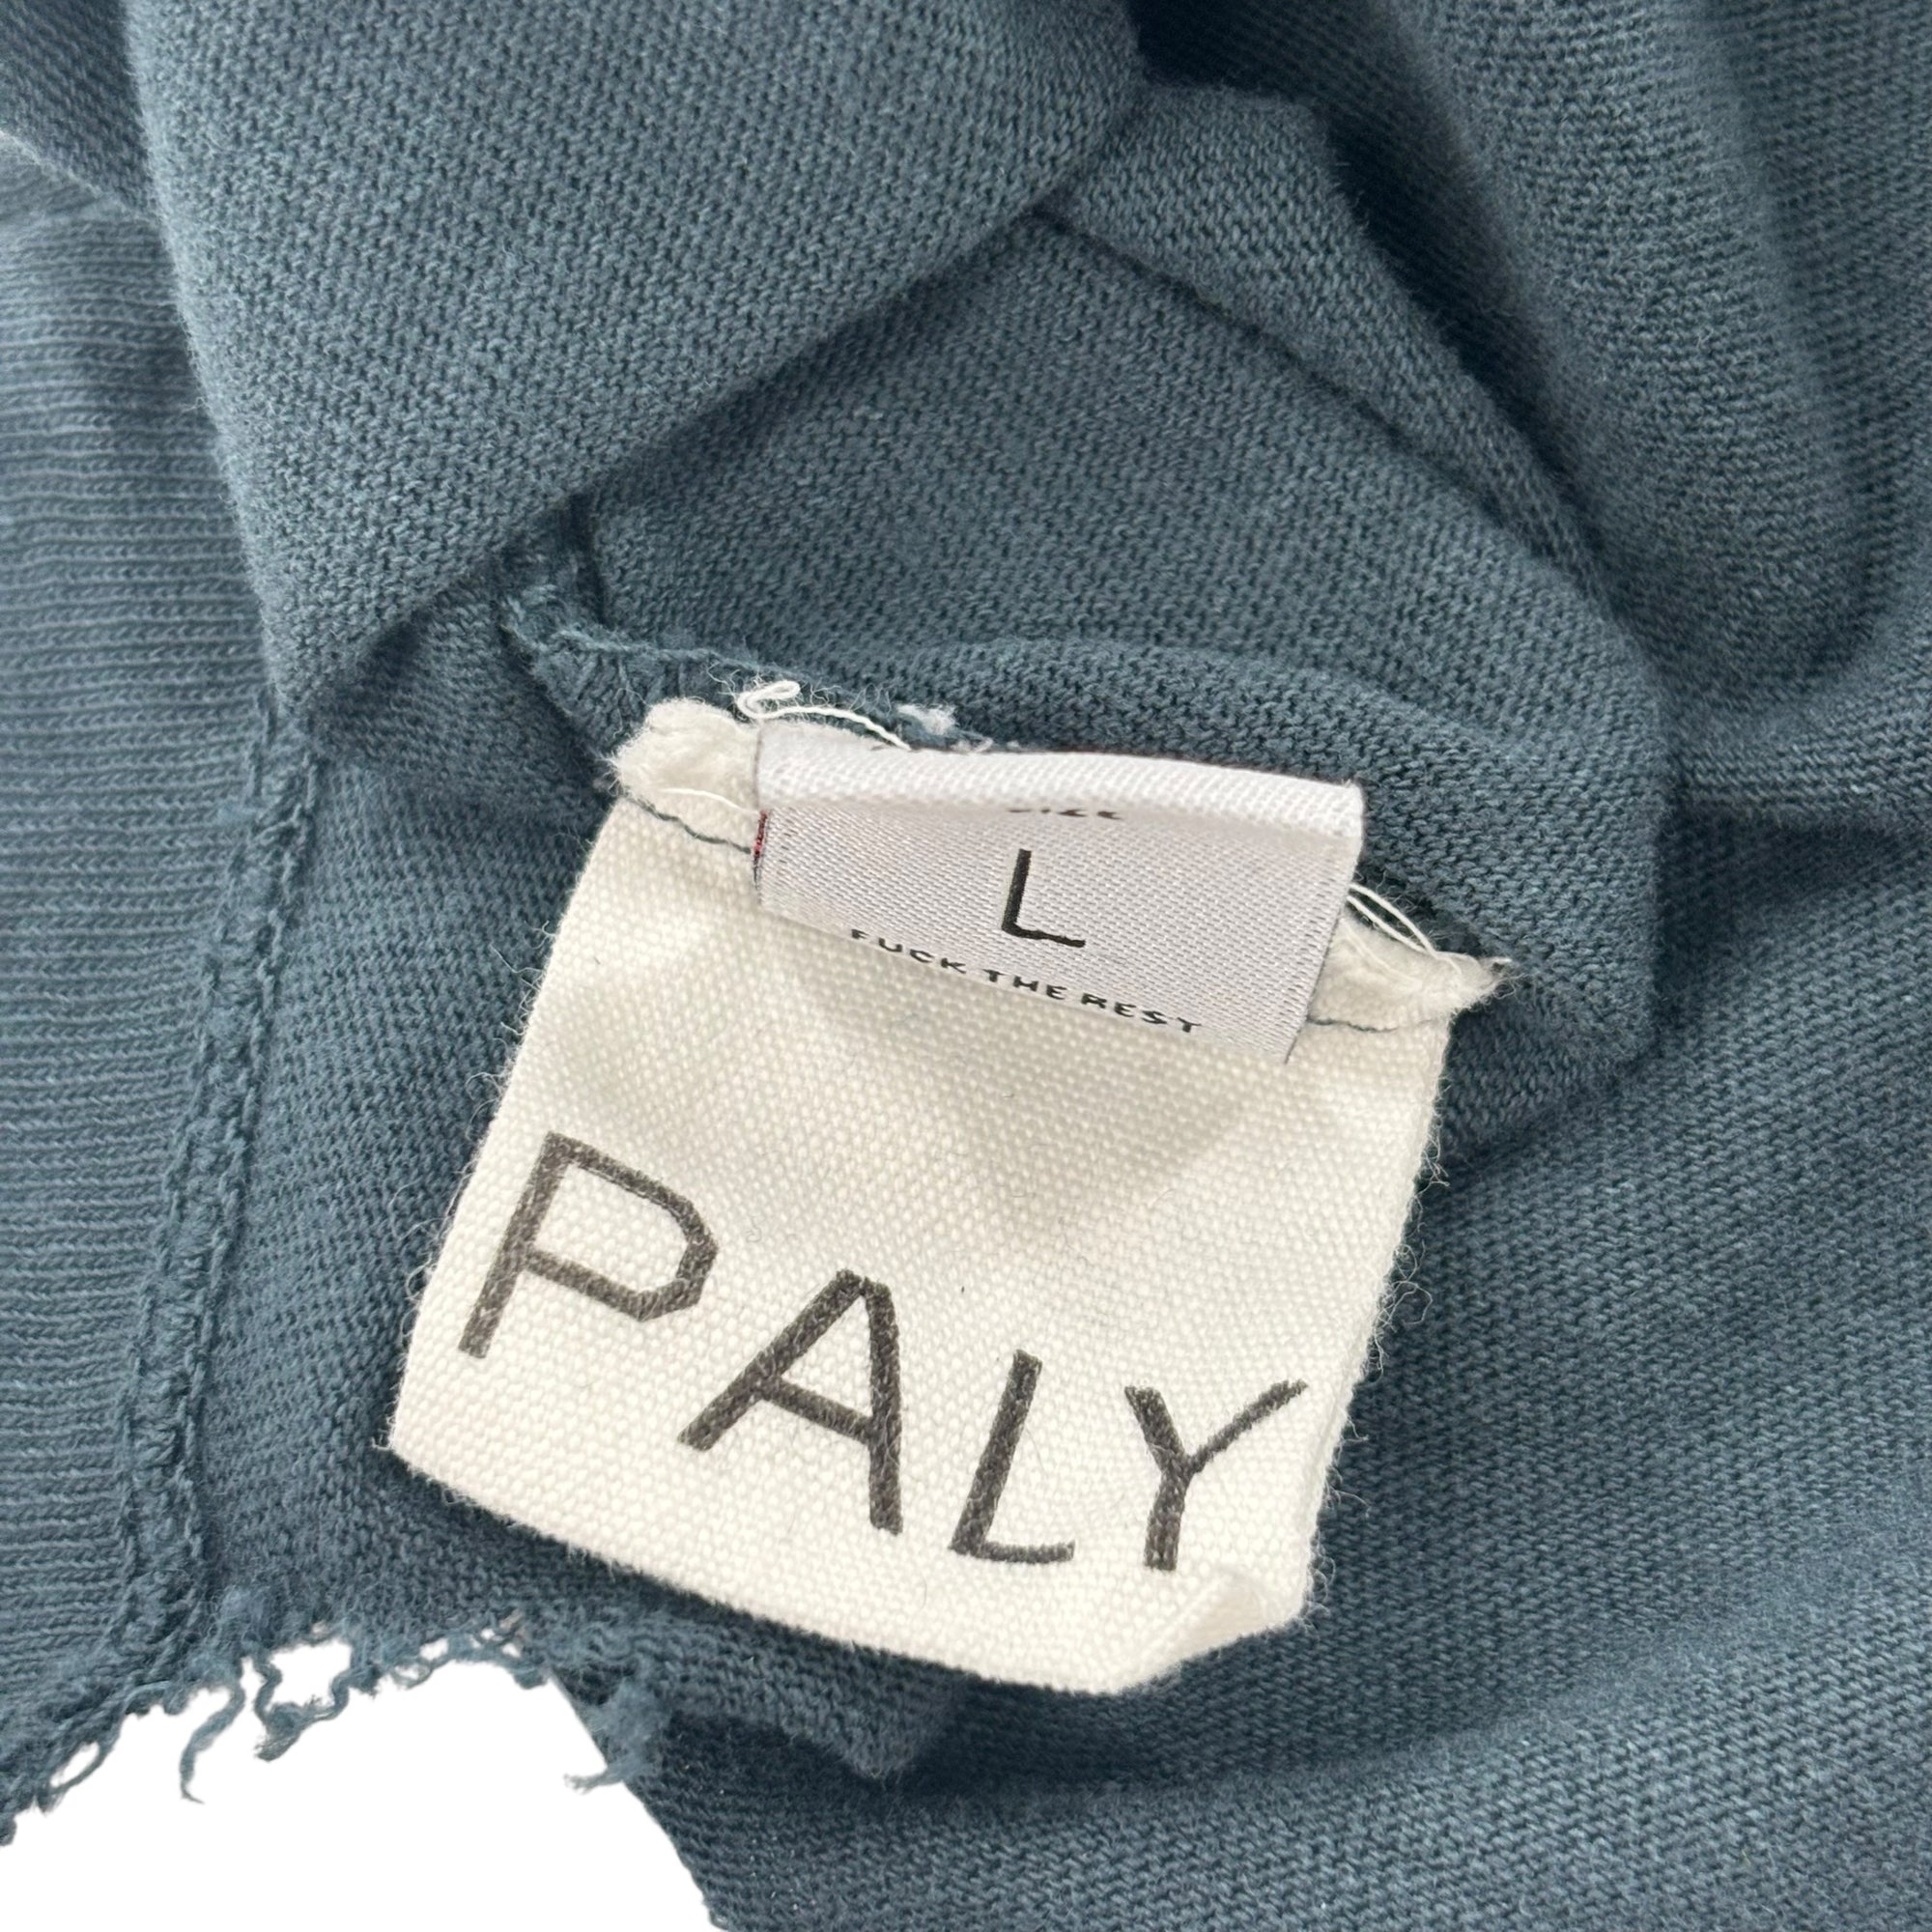 L
FUCK THE REST
PALY